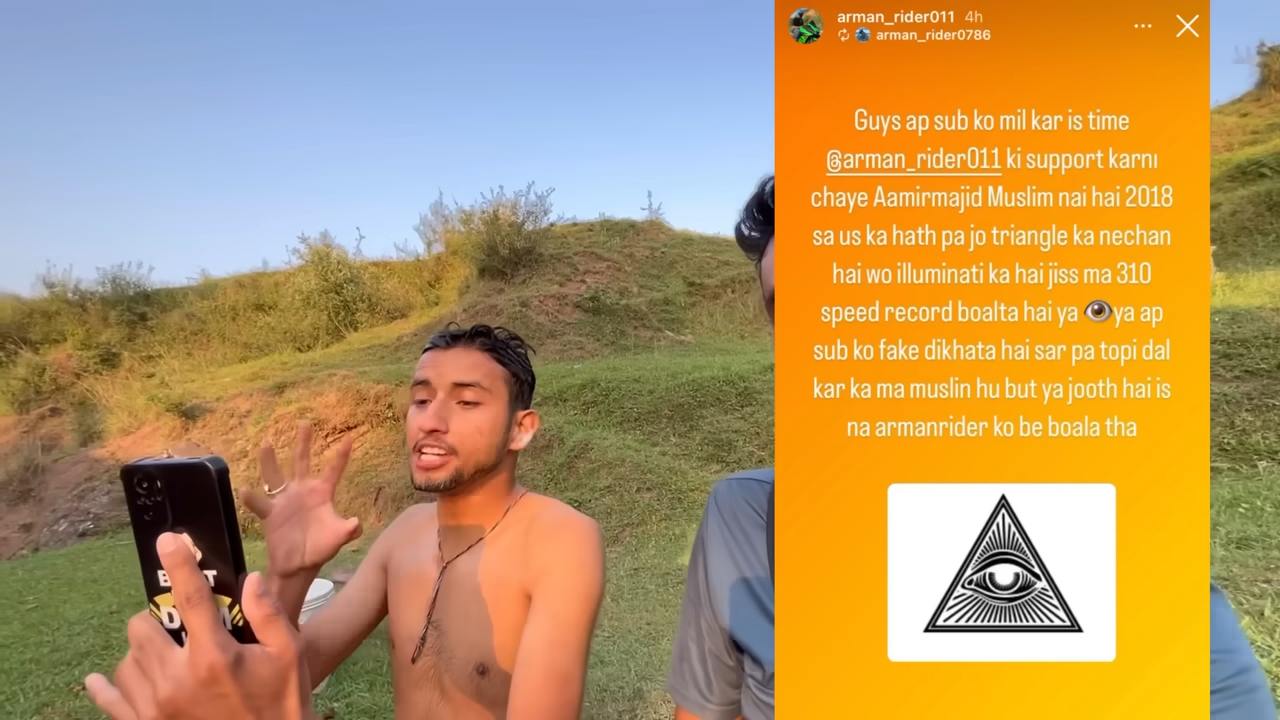 arman_rider011 4h
arman_rider0786
Guys ap sub ko mil kar is time
@arman_rider011 ki support karni
chaye Aamirmajid Muslim nai hai 2018
sa us ka hath pa jo triangle ka nechan
hai wo illuminati ka hai jiss ma 310
speed record boalta hai ya 👁️ya ap
sub ko fake dikhata hai sar pa topi dal
kar ka ma muslin hu but ya jooth hai is
na armanrider ko be boala tha